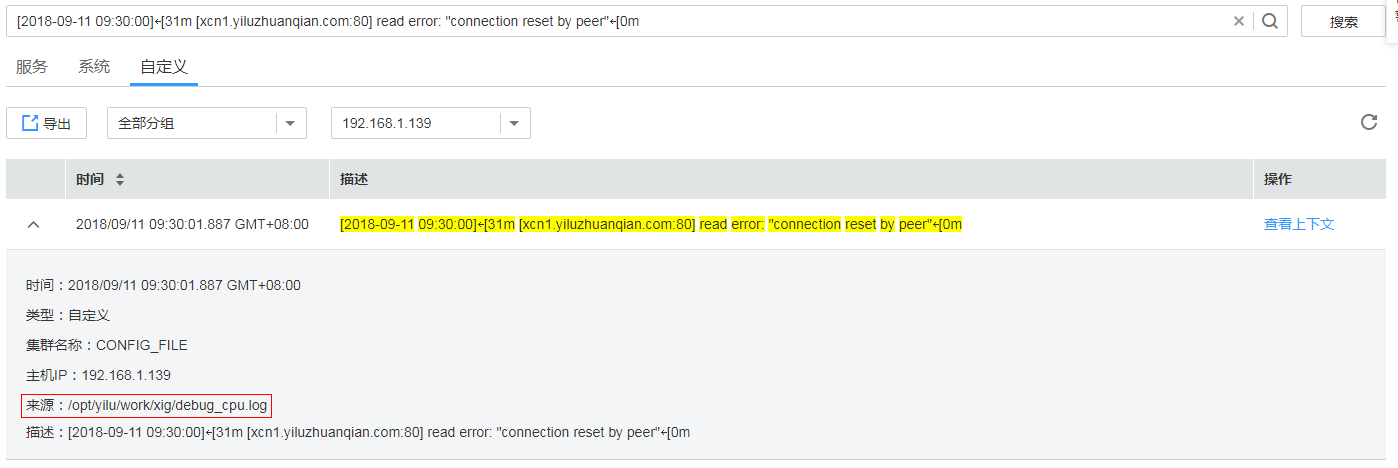 [2018-09-11 09:30:00]←[31m [xcn1.yiluzhuanqian.com:80] read error: "connection reset by peer"←[0m
搜索
服务 系统 自定义
导出 全部分组 192.168.1.139
时间 描述 操作
2018/09/11 09:30:01.887 GMT+08:00 [2018-09-11 09:30:00]←[31m [xcn1.yiluzhuanqian.com:80] read error: "connection reset by peer"←[0m 查看上下文
时间：2018/09/11 09:30:01.887 GMT+08:00
类型：自定义
集群名称：CONFIG_FILE
主机IP：192.168.1.139
来源：/opt/yilu/work/xig/debug_cpu.log
描述：[2018-09-11 09:30:00]←[31m [xcn1.yiluzhuanqian.com:80] read error: "connection reset by peer"←[0m